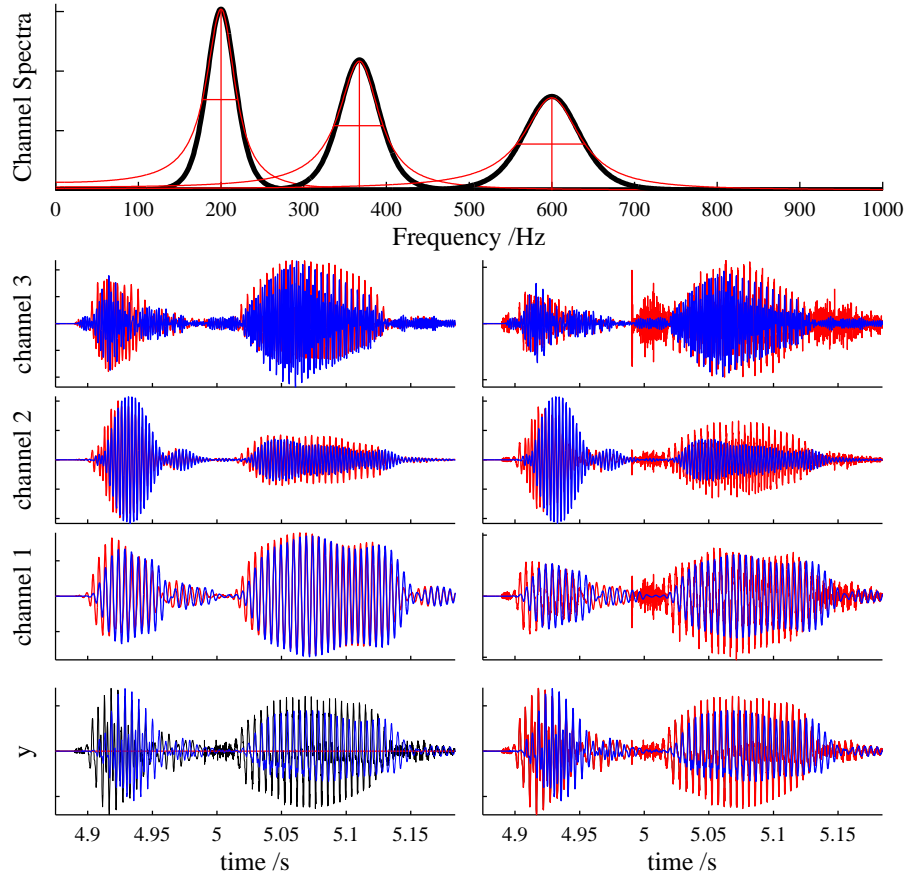 Channel Spectra
0 100 200 300 400 500 600 700 800 900 1000
Frequency /Hz
channel 3
channel 2
channel 1
y
4.9 4.95 5 5.05 5.1 5.15
time /s
4.9 4.95 5 5.05 5.1 5.15
time /s